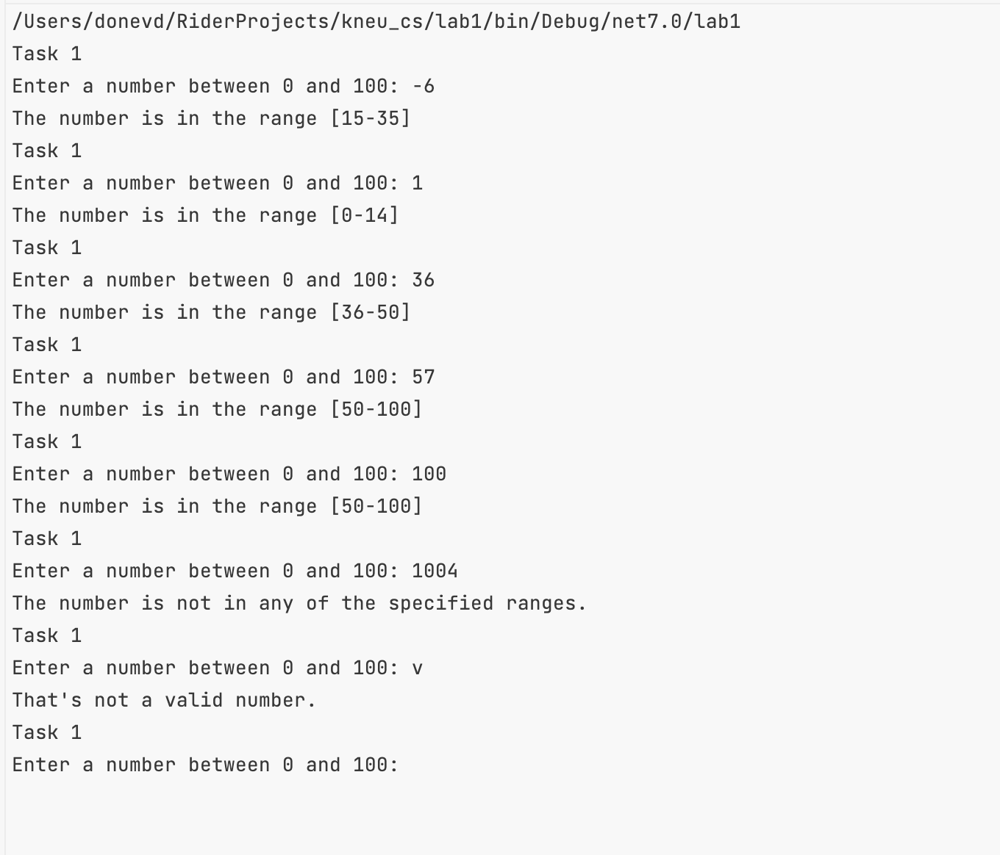 /Users/donevd/RiderProjects/kneu_cs/lab1/bin/Debug/net7.0/lab1
Task 1
Enter a number between 0 and 100: -6
The number is in the range [15-35]
Task 1
Enter a number between 0 and 100: 1
The number is in the range [0-14]
Task 1
Enter a number between 0 and 100: 36
The number is in the range [36-50]
Task 1
Enter a number between 0 and 100: 57
The number is in the range [50-100]
Task 1
Enter a number between 0 and 100: 100
The number is in the range [50-100]
Task 1
Enter a number between 0 and 100: 1004
The number is not in any of the specified ranges.
Task 1
Enter a number between 0 and 100: v
That's not a valid number.
Task 1
Enter a number between 0 and 100: